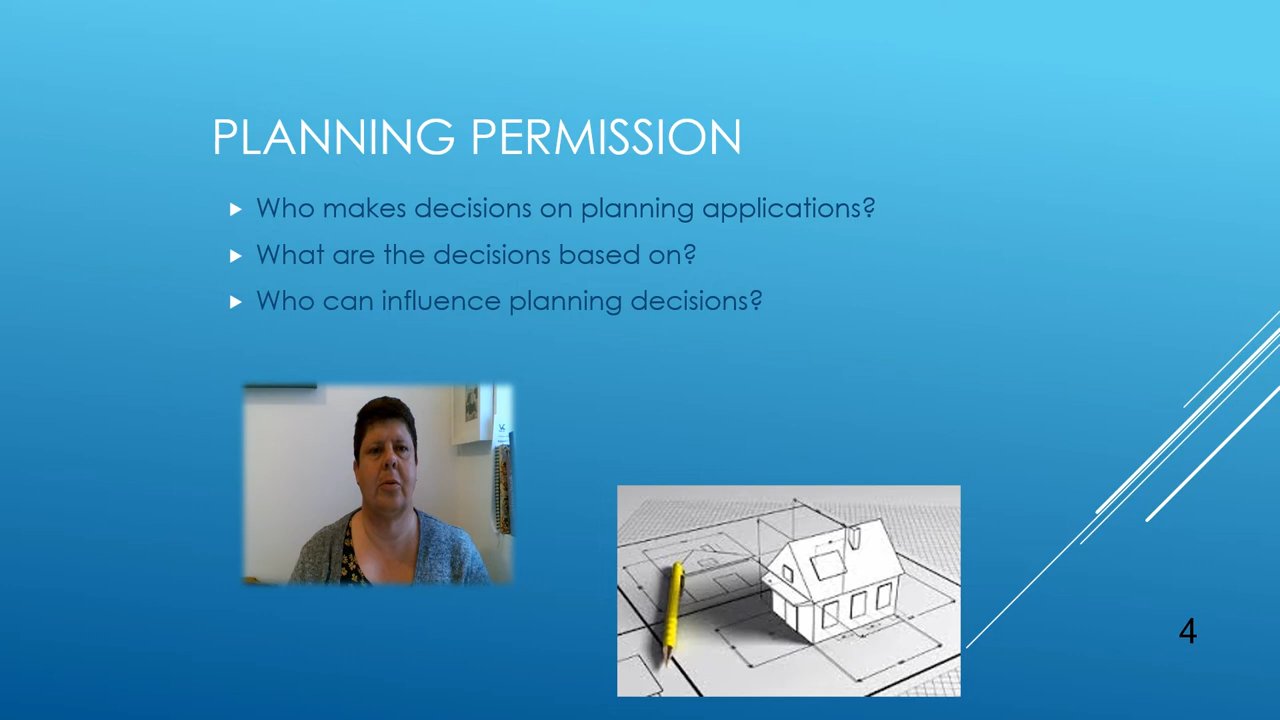 PLANNING PERMISSION
Who makes decisions on planning applications?
What are the decisions based on?
Who can influence planning decisions?
4